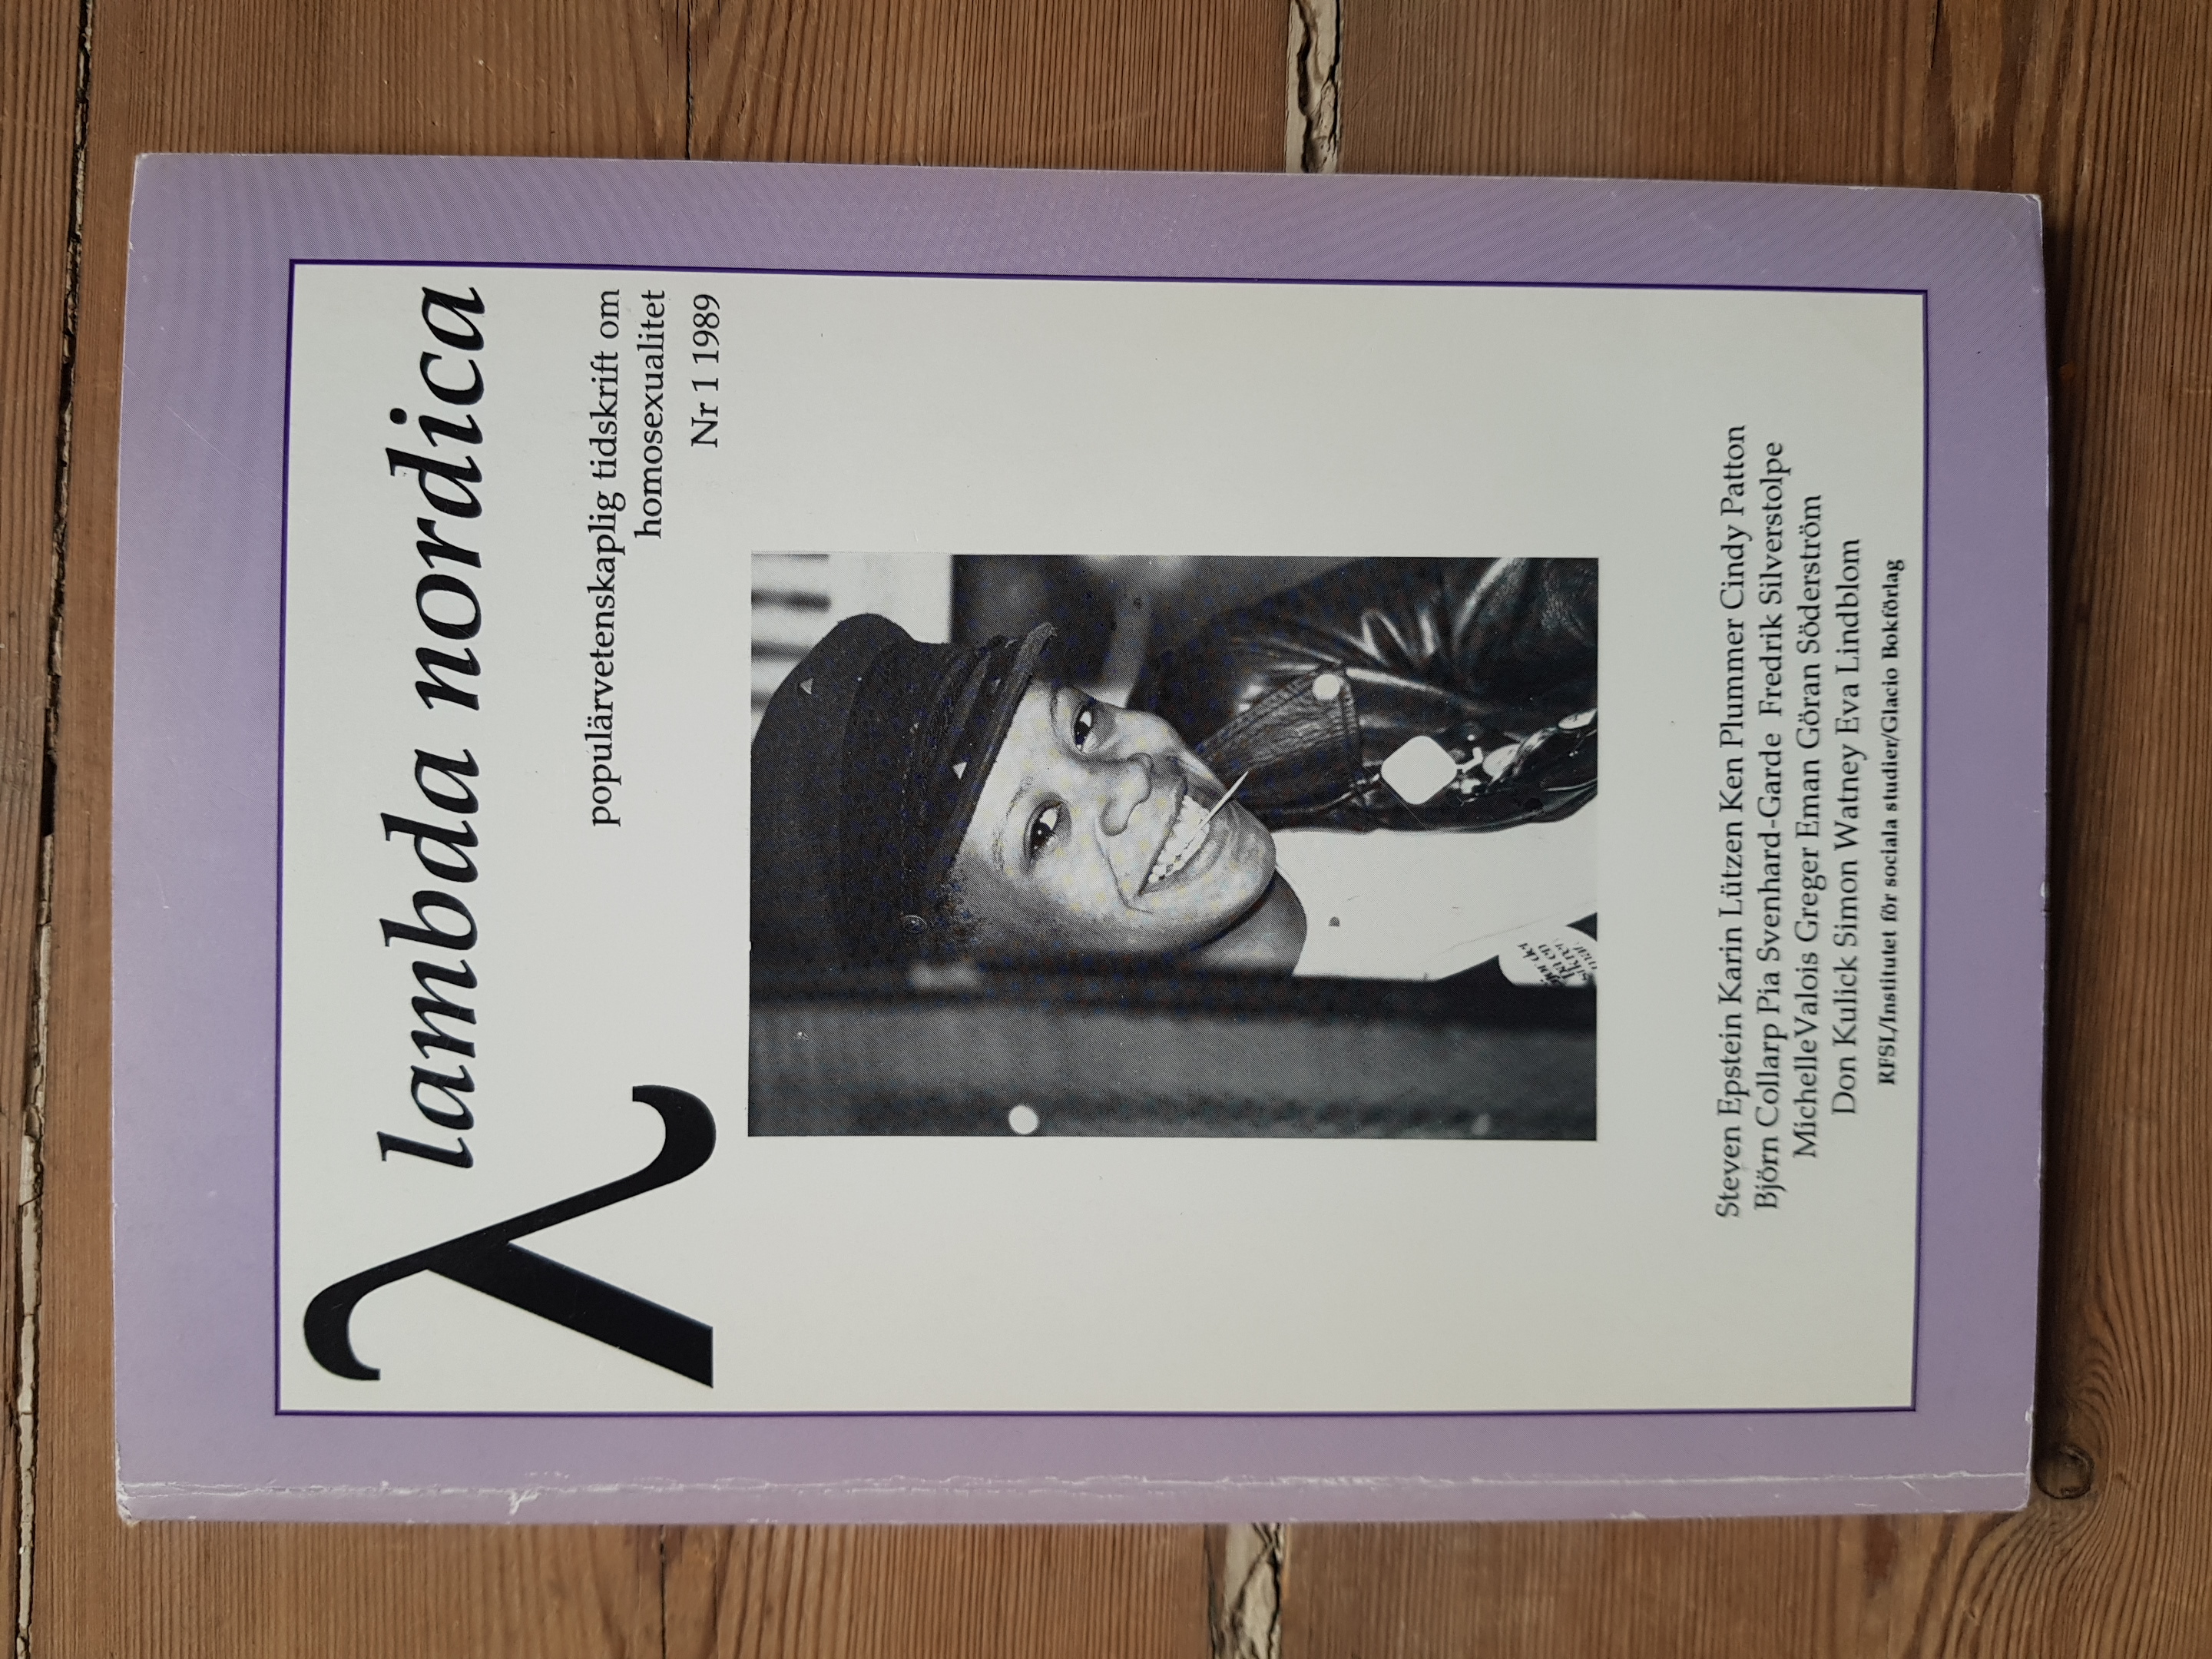 λ
lambda nordica
populärvetenskaplig tidskrift om
homosexualitet
Nr 1 1989
Steven Epstein Karin Lützen Ken Plummer Cindy Patton
Björn Collarp Pia Svenhard-Garde Fredrik Silverstolpe
Michelle Valois Greger Eman Göran Söderström
Don Kulick Simon Watney Eva Lindblom
RFSL/Institutet för sociala studier/Glacio Bokförlag